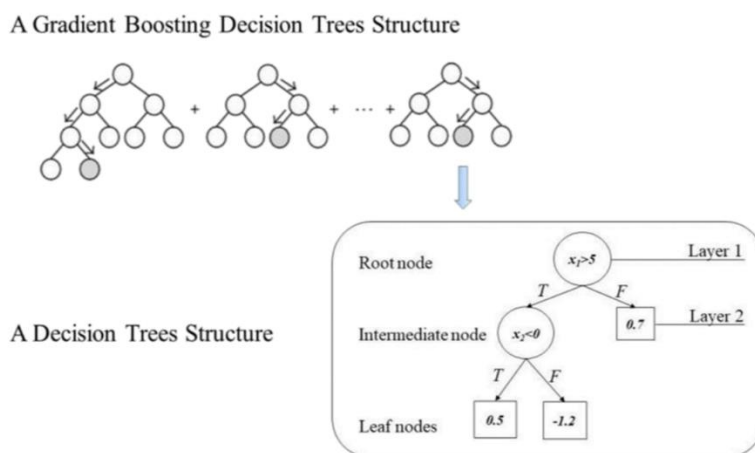 A Gradient Boosting Decision Trees Structure
+ + ... +
Root node
x₁>5
Layer 1
T
F
A Decision Trees Structure
Intermediate node
x₂<0
0.7
Layer 2
T
F
Leaf nodes
0.5
-1.2